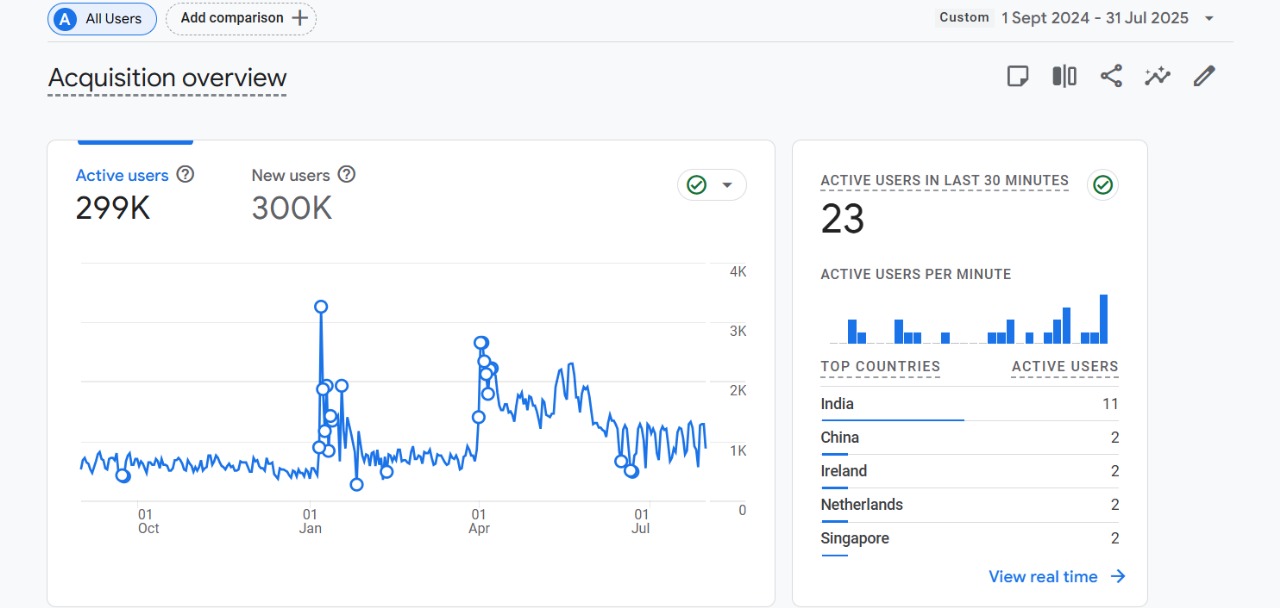 A All Users Add comparison + Custom 1 Sept 2024 - 31 Jul 2025
Acquisition overview
Active users ? New users ?
299K 300K
4K
3K
2K
1K
0
01 01 01 01
Oct Jan Apr Jul
ACTIVE USERS IN LAST 30 MINUTES
23
ACTIVE USERS PER MINUTE
TOP COUNTRIES ACTIVE USERS
India 11
China 2
Ireland 2
Netherlands 2
Singapore 2
View real time →